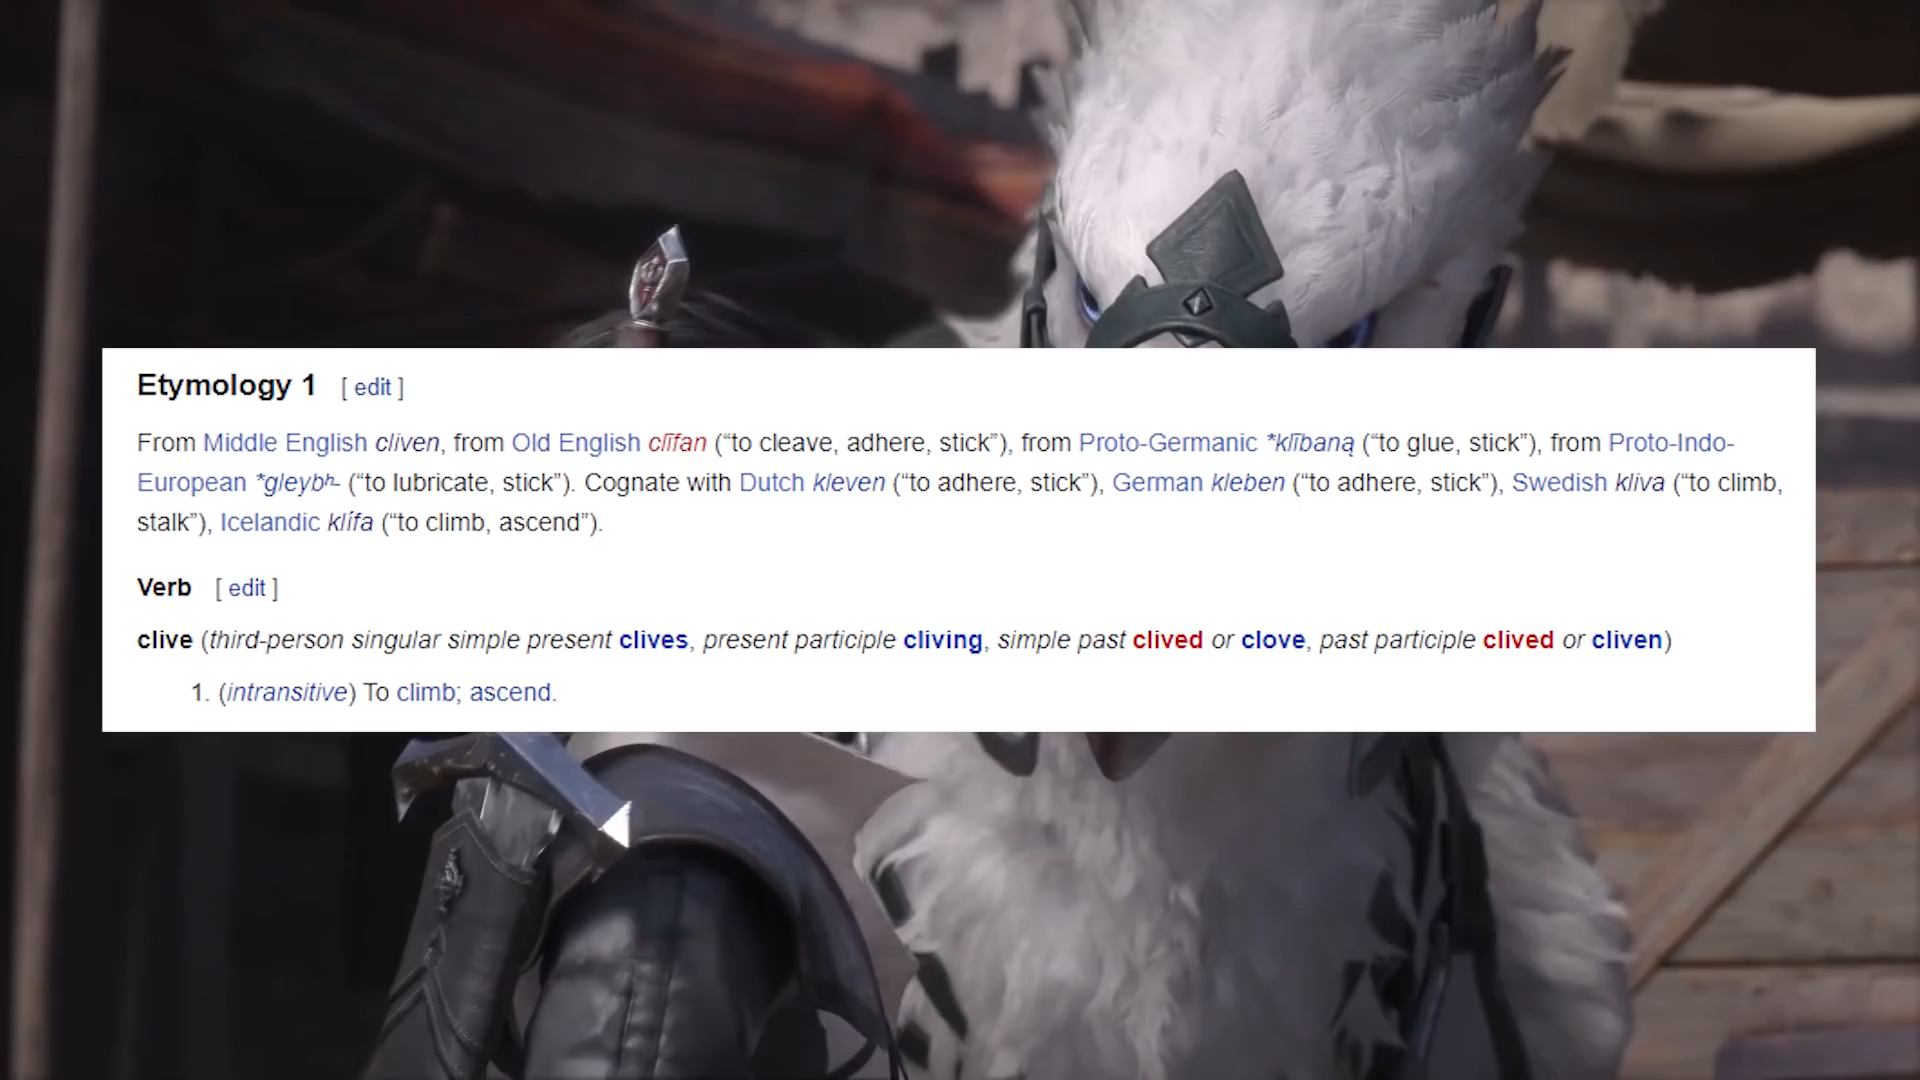 Etymology 1 [ edit ]
From Middle English cliven, from Old English clīfan (“to cleave, adhere, stick”), from Proto-Germanic *klībaną (“to glue, stick”), from Proto-Indo-
European *gleybʰ- (“to lubricate, stick”). Cognate with Dutch kleven (“to adhere, stick”), German kleben (“to adhere, stick”), Swedish kliva (“to climb,
stalk”), Icelandic klífa (“to climb, ascend”).
Verb [ edit ]
clive (third-person singular simple present clives, present participle cliving, simple past clived or clove, past participle clived or cliven)
1. (intransitive) To climb; ascend.